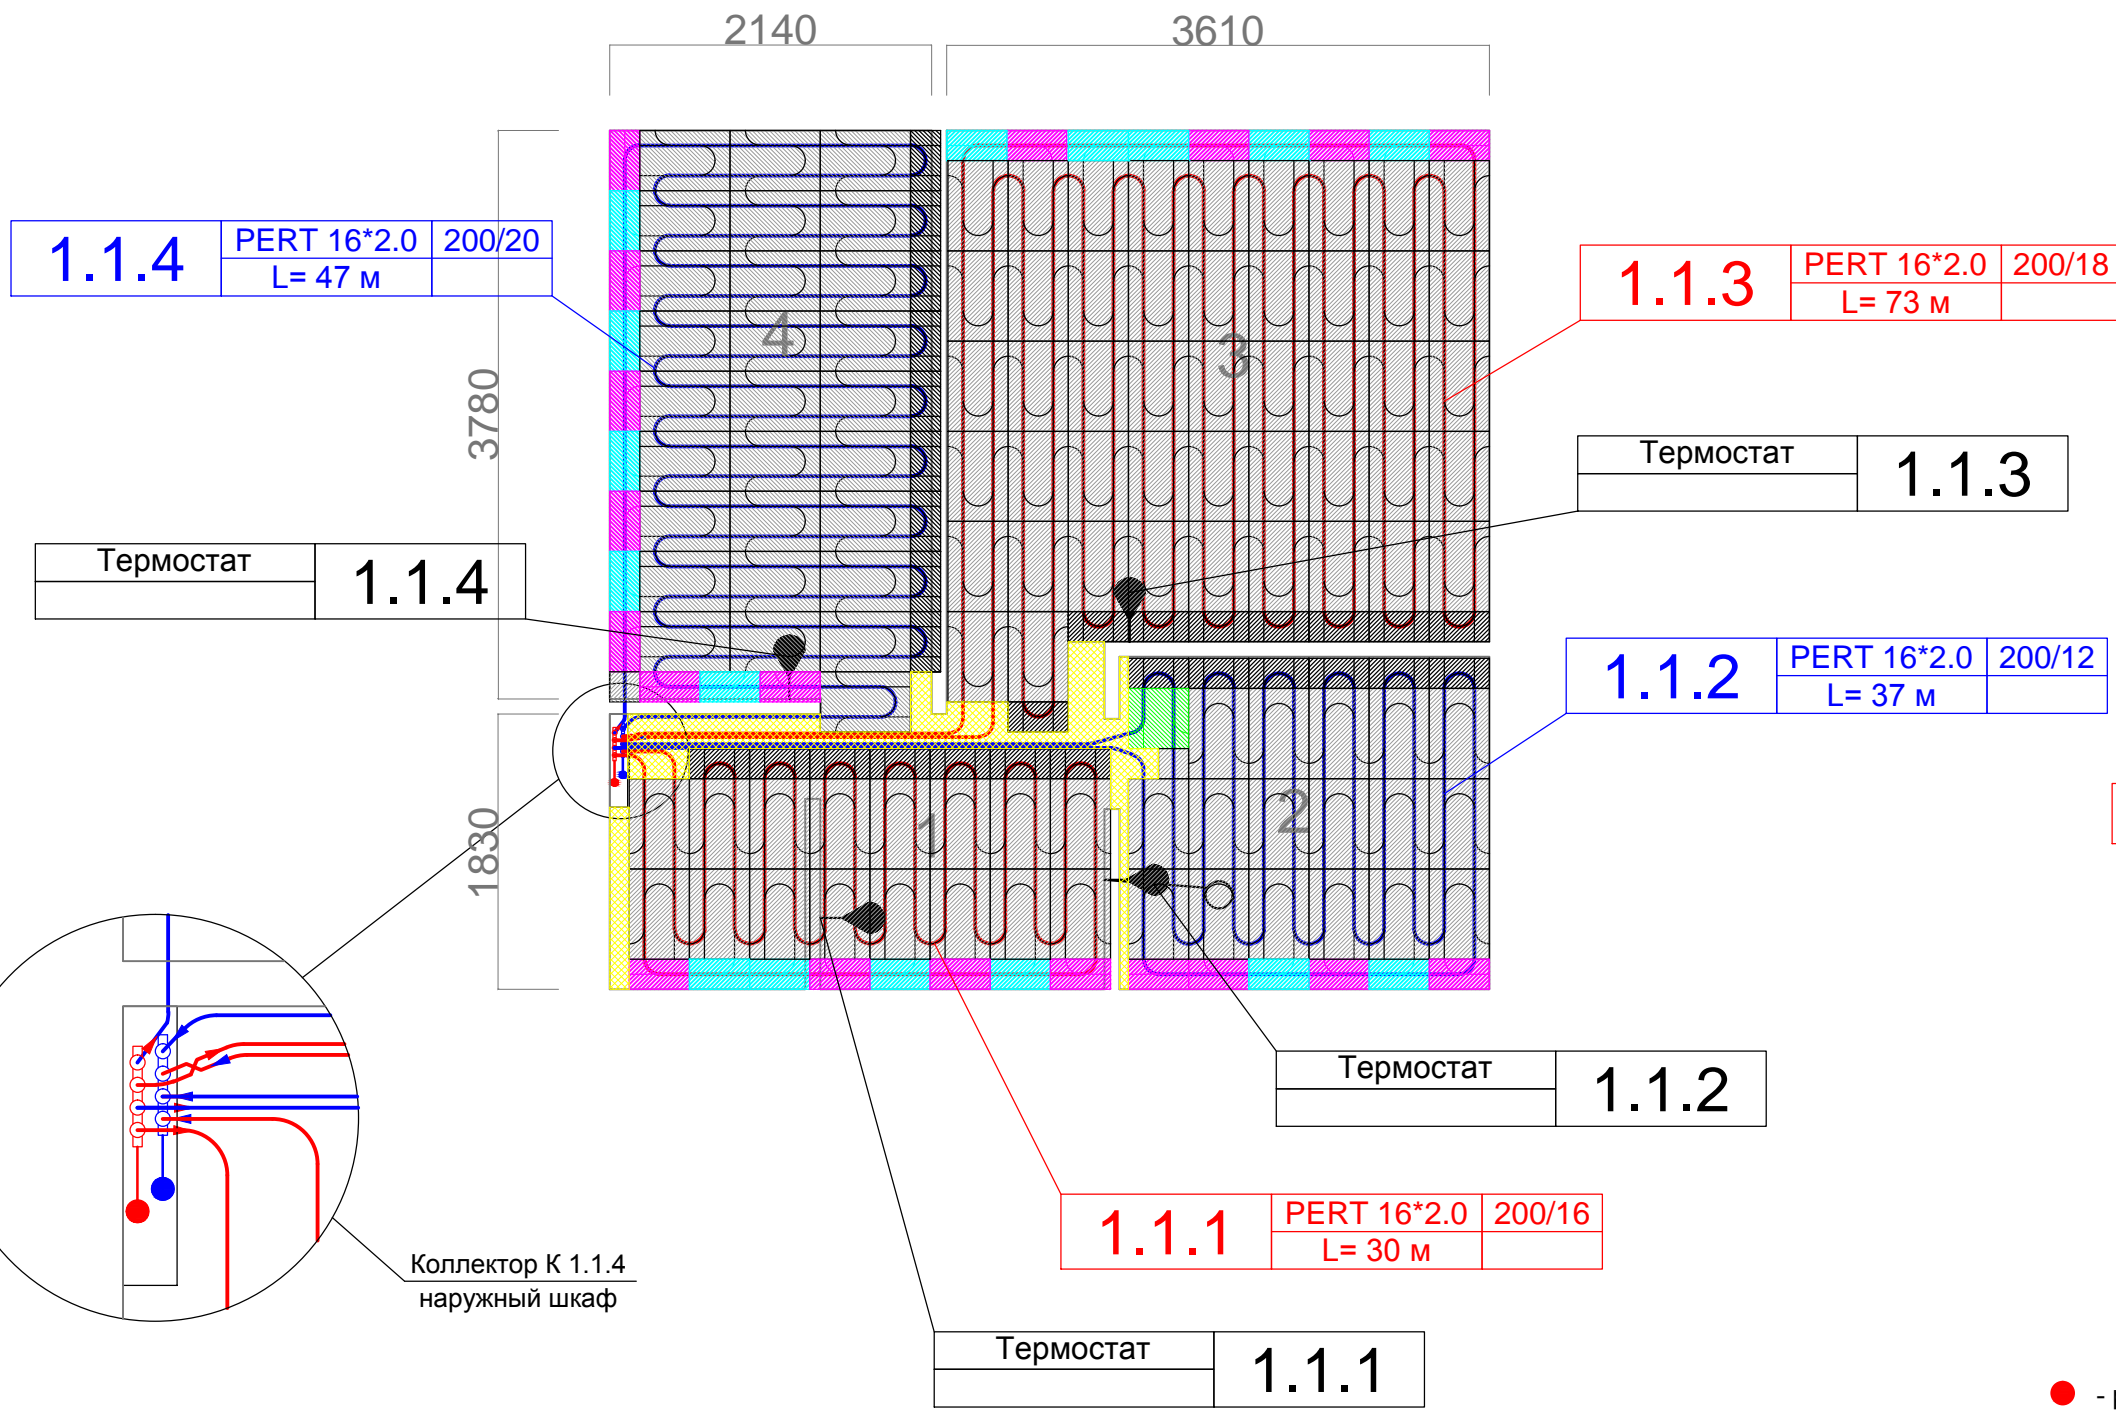 2140
3610
1.1.4
PERT 16*2.0
200/20
L= 47 м
3780
4
3
1.1.3
PERT 16*2.0
200/18
L= 73 м
Термостат
1.1.3
Термостат
1.1.4
1.1.2
PERT 16*2.0
200/12
L= 37 м
1830
1
2
Термостат
1.1.2
1.1.1
PERT 16*2.0
200/16
L= 30 м
Коллектор К 1.1.4
наружный шкаф
Термостат
1.1.1